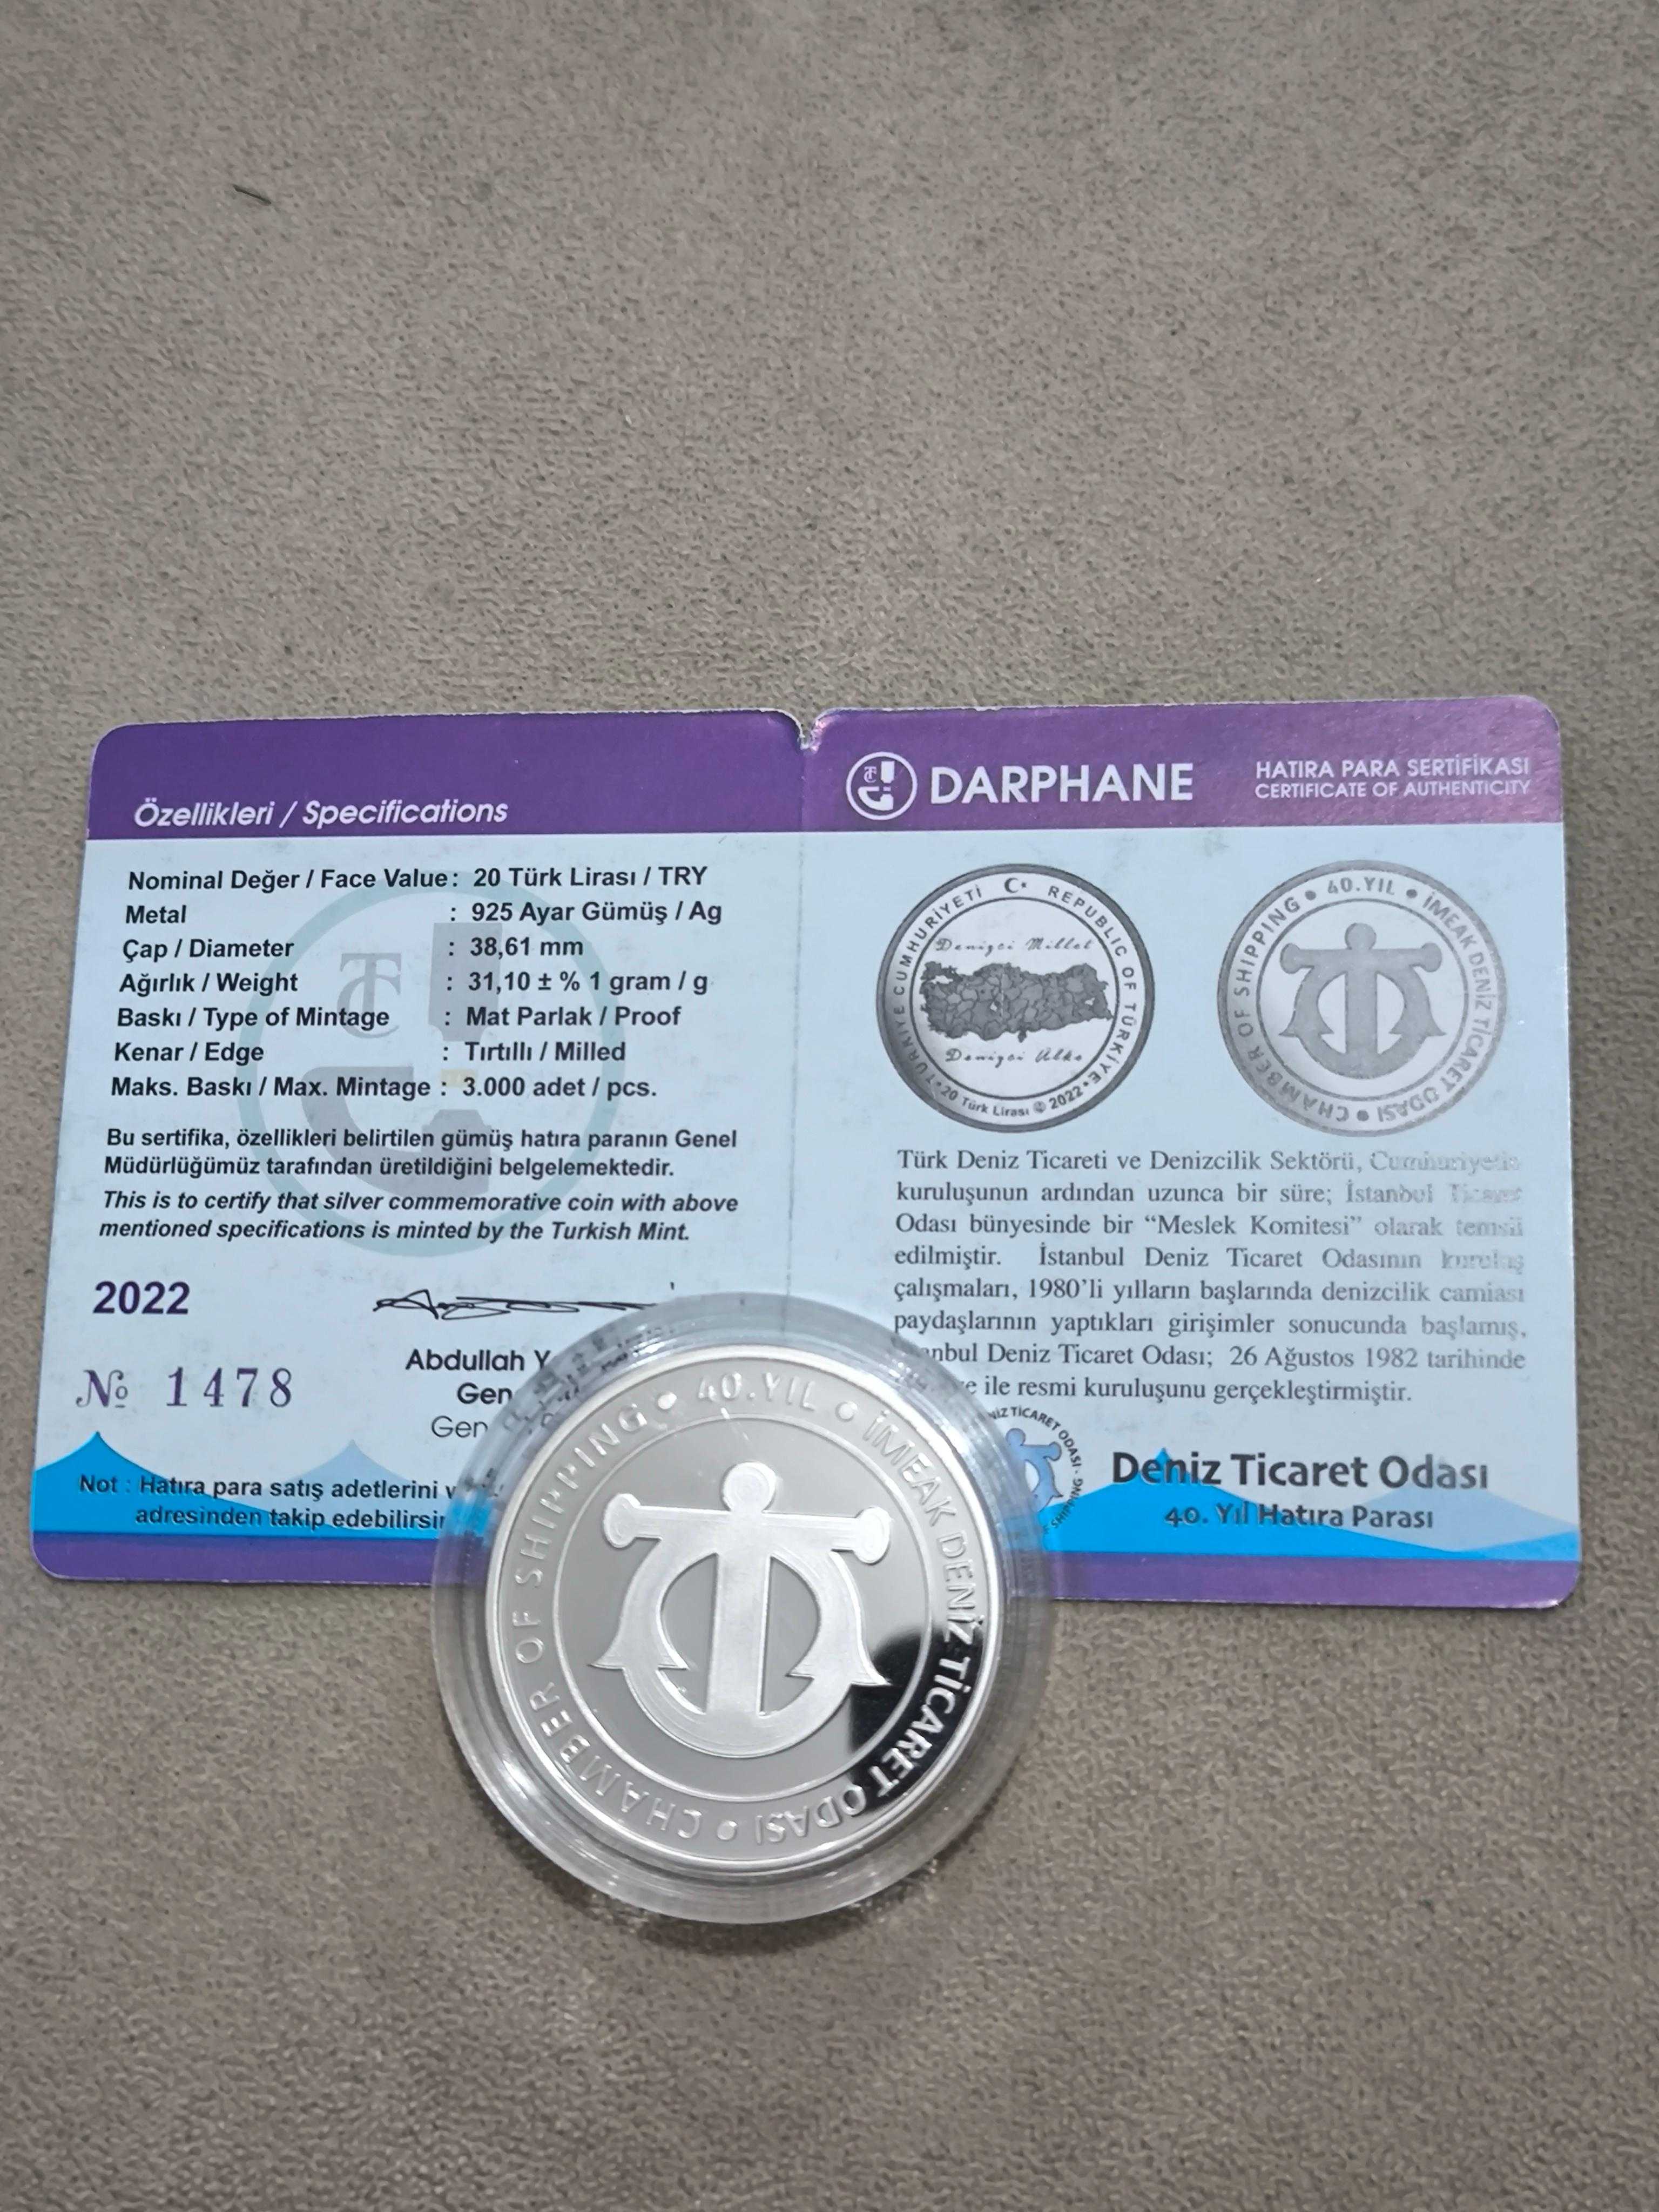 Özellikleri / Specifications
Nominal Değer / Face Value : 20 Türk Lirası / TRY
Metal : 925 Ayar Gümüş / Ag
Çap / Diameter : 38,61 mm
Ağırlık / Weight : 31,10 ± % 1 gram / g
Baskı / Type of Mintage : Mat Parlak / Proof
Kenar / Edge : Tırtıllı / Milled
Maks. Baskı / Max. Mintage : 3.000 adet / pcs.
Bu sertifika, özellikleri belirtilen gümüş hatıra paranın Genel
Müdürlüğümüz tarafından üretildiğini belgelemektedir.
This is to certify that silver commemorative coin with above
mentioned specifications is minted by the Turkish Mint.
2022
Abdullah
№ 1478
Not : Hatıra para satış adetlerini
adresinden takip
DARPHANE
HATIRA PARA SERTİFİKASI
CERTIFICATE OF AUTHENTICITY
TÜRKİYE CUMHURİYETİ REPUBLIC OF TÜRKİYE
Denizci Millet
Denizci Ülke
20 Türk Lirası 2022
40.YIL • İMEAK DENİZ TİCARET ODASI • CHAMBER OF SHIPPING •
Türk Deniz Ticareti ve Denizcilik Sektörü, Cumhuriyetin
kuruluşunun ardından uzunca bir süre; İstanbul Ticaret
Odası bünyesinde bir “Meslek Komitesi” olarak temsil
edilmiştir. İstanbul Deniz Ticaret Odasının kuruluş
çalışmaları, 1980’li yılların başlarında denizcilik camiası
paydaşlarının yaptıkları girişimler sonucunda başlamış,
Deniz Ticaret Odası; 26 Ağustos 1982 tarihinde
ile resmi kuruluşunu gerçekleştirmiştir.
TİCARET ODASI · SHIPPING
Deniz Ticaret Odası
40. Yıl Hatıra Parası
40.YIL • İMEAK DENİZ TİCARET ODASI • CHAMBER OF SHIPPING •